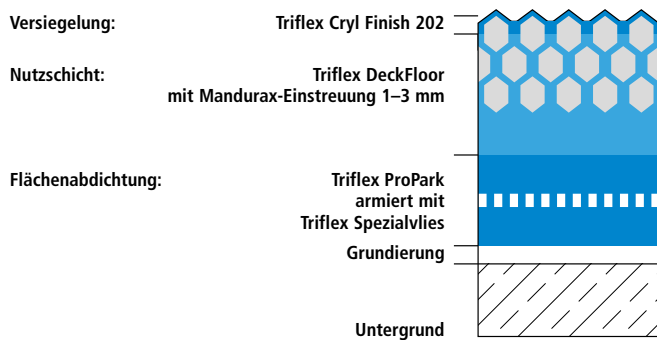 Versiegelung: Triflex Cryl Finish 202
Nutzschicht: Triflex DeckFloor
mit Mandurax-Einstreuung 1–3 mm
Flächenabdichtung: Triflex ProPark
armiert mit
Triflex Spezialvlies
Grundierung
Untergrund